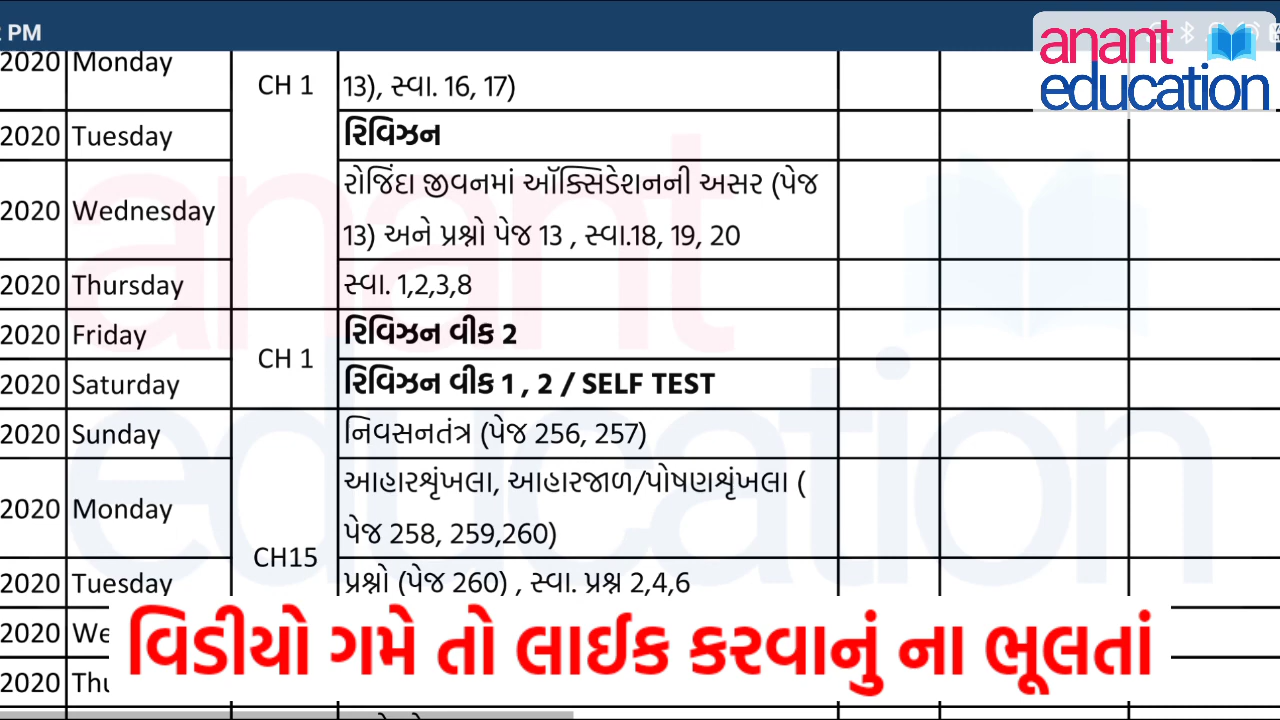 PM
anant
education
2020 Monday
CH 1
13), સ્વા. 16, 17)
2020 Tuesday
રિવિઝન
2020 Wednesday
રોજિંદા જીવનમાં ઑક્સિડેશનની અસર (પેજ
13) અને પ્રશ્નો પેજ 13 , સ્વા.18, 19, 20
2020 Thursday
સ્વા. 1,2,3,8
2020 Friday
CH 1
રિવિઝન વીક 2
2020 Saturday
રિવિઝન વીક 1 , 2 / SELF TEST
2020 Sunday
નિવસનતંત્ર (પેજ 256, 257)
2020 Monday
આહારશૃંખલા, આહારજાળ/પોષણશૃંખલા (
પેજ 258, 259,260)
CH15
2020 Tuesday
પ્રશ્નો (પેજ 260) , સ્વા. પ્રશ્ન 2,4,6
2020 We
2020 Thu
વિડીયો ગમે તો લાઈક કરવાનું ના ભૂલતાં
anant
education